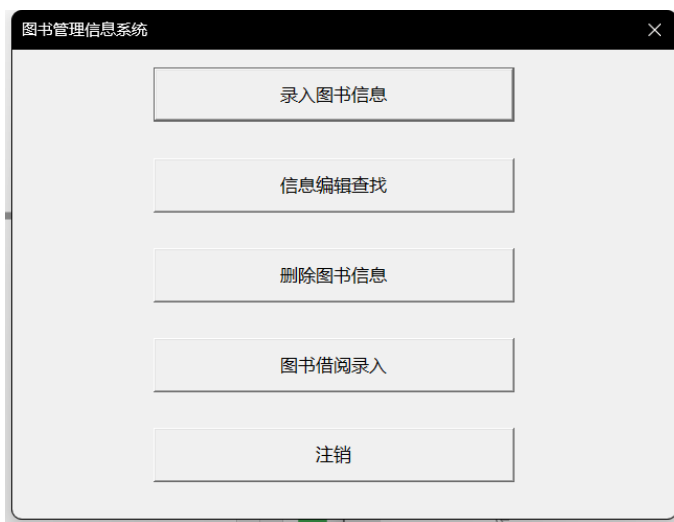 图书管理信息系统
录入图书信息
信息编辑查找
删除图书信息
图书借阅录入
注销